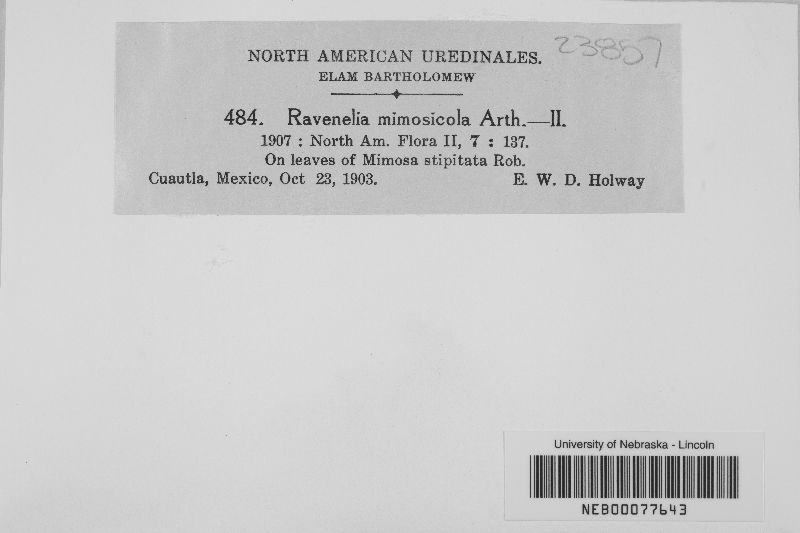 NORTH AMERICAN UREDINALES.
23857
ELAM BARTHOLOMEW
484. Ravenelia mimosicola Arth.—II.
1907 : North Am. Flora II, 7 : 137.
On leaves of Mimosa stipitata Rob.
Cuautla, Mexico, Oct 23, 1903. E. W. D. Holway
University of Nebraska - Lincoln
NEB00077643